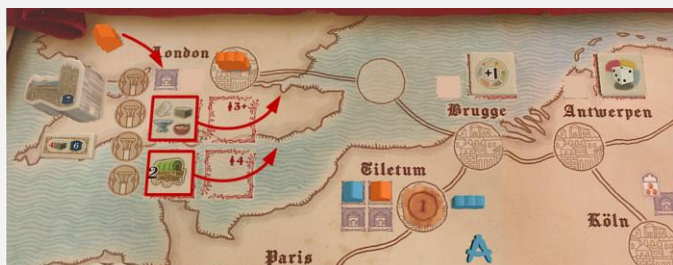 London
3+
+1
Brugge
Antwerpen
6
2
4
Tiletum
1
Köln
Paris